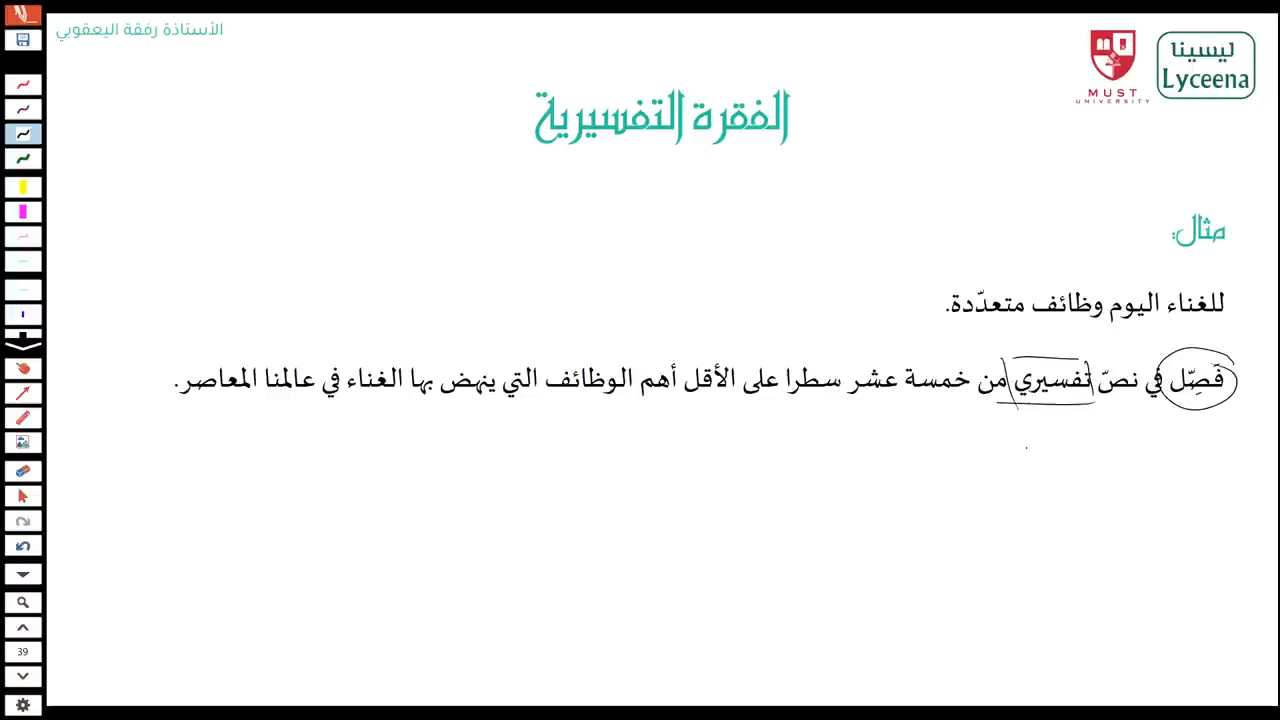 الأستاذة رفقة اليعقوبي
MUST
UNIVERSITY
ليسينا
Lyceena
الفقرة التفسيرية
مثال:
للغناء اليوم وظائف متعدّدة.
فَصِّل في نصّ تفسيري من خمسة عشر سطرا على الأقل أهم الوظائف التي ينهض بها الغناء في عالمنا المعاصر.
39